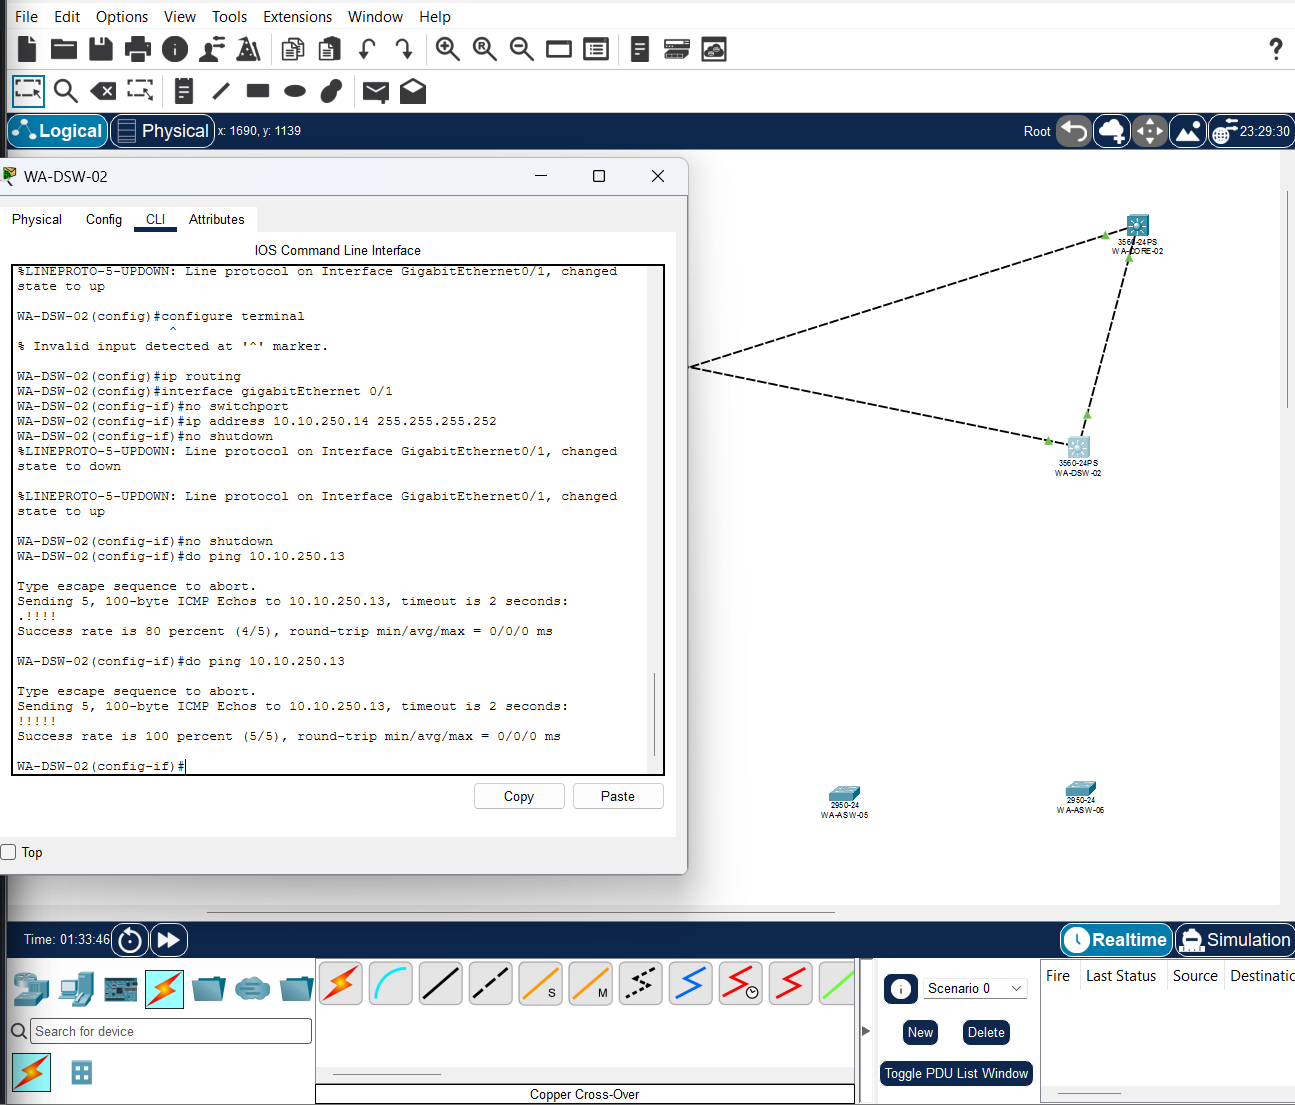 File Edit Options View Tools Extensions Window Help
?
Logical Physical x: 1690, y: 1139 Root 23:29:30
WA-DSW-02
Physical Config CLI Attributes
IOS Command Line Interface
%LINEPROTO-5-UPDOWN: Line protocol on Interface GigabitEthernet0/1, changed
state to up
WA-DSW-02(config)#configure terminal
^
% Invalid input detected at '^' marker.
WA-DSW-02(config)#ip routing
WA-DSW-02(config)#interface gigabitEthernet 0/1
WA-DSW-02(config-if)#no switchport
WA-DSW-02(config-if)#ip address 10.10.250.14 255.255.255.252
WA-DSW-02(config-if)#no shutdown
%LINEPROTO-5-UPDOWN: Line protocol on Interface GigabitEthernet0/1, changed
state to down
%LINEPROTO-5-UPDOWN: Line protocol on Interface GigabitEthernet0/1, changed
state to up
WA-DSW-02(config-if)#no shutdown
WA-DSW-02(config-if)#do ping 10.10.250.13
Type escape sequence to abort.
Sending 5, 100-byte ICMP Echos to 10.10.250.13, timeout is 2 seconds:
.!!!!
Success rate is 80 percent (4/5), round-trip min/avg/max = 0/0/0 ms
WA-DSW-02(config-if)#do ping 10.10.250.13
Type escape sequence to abort.
Sending 5, 100-byte ICMP Echos to 10.10.250.13, timeout is 2 seconds:
!!!!!
Success rate is 100 percent (5/5), round-trip min/avg/max = 0/0/0 ms
WA-DSW-02(config-if)#
Copy Paste
Top
3560-24PS
WA-CORE-02
3560-24PS
WA-DSW-02
2950-24
WA-ASW-05
2950-24
WA-ASW-06
Time: 01:33:46 Realtime Simulation
S M
Search for device
Copper Cross-Over
Scenario 0
New Delete
Toggle PDU List Window
Fire Last Status Source Destinatio